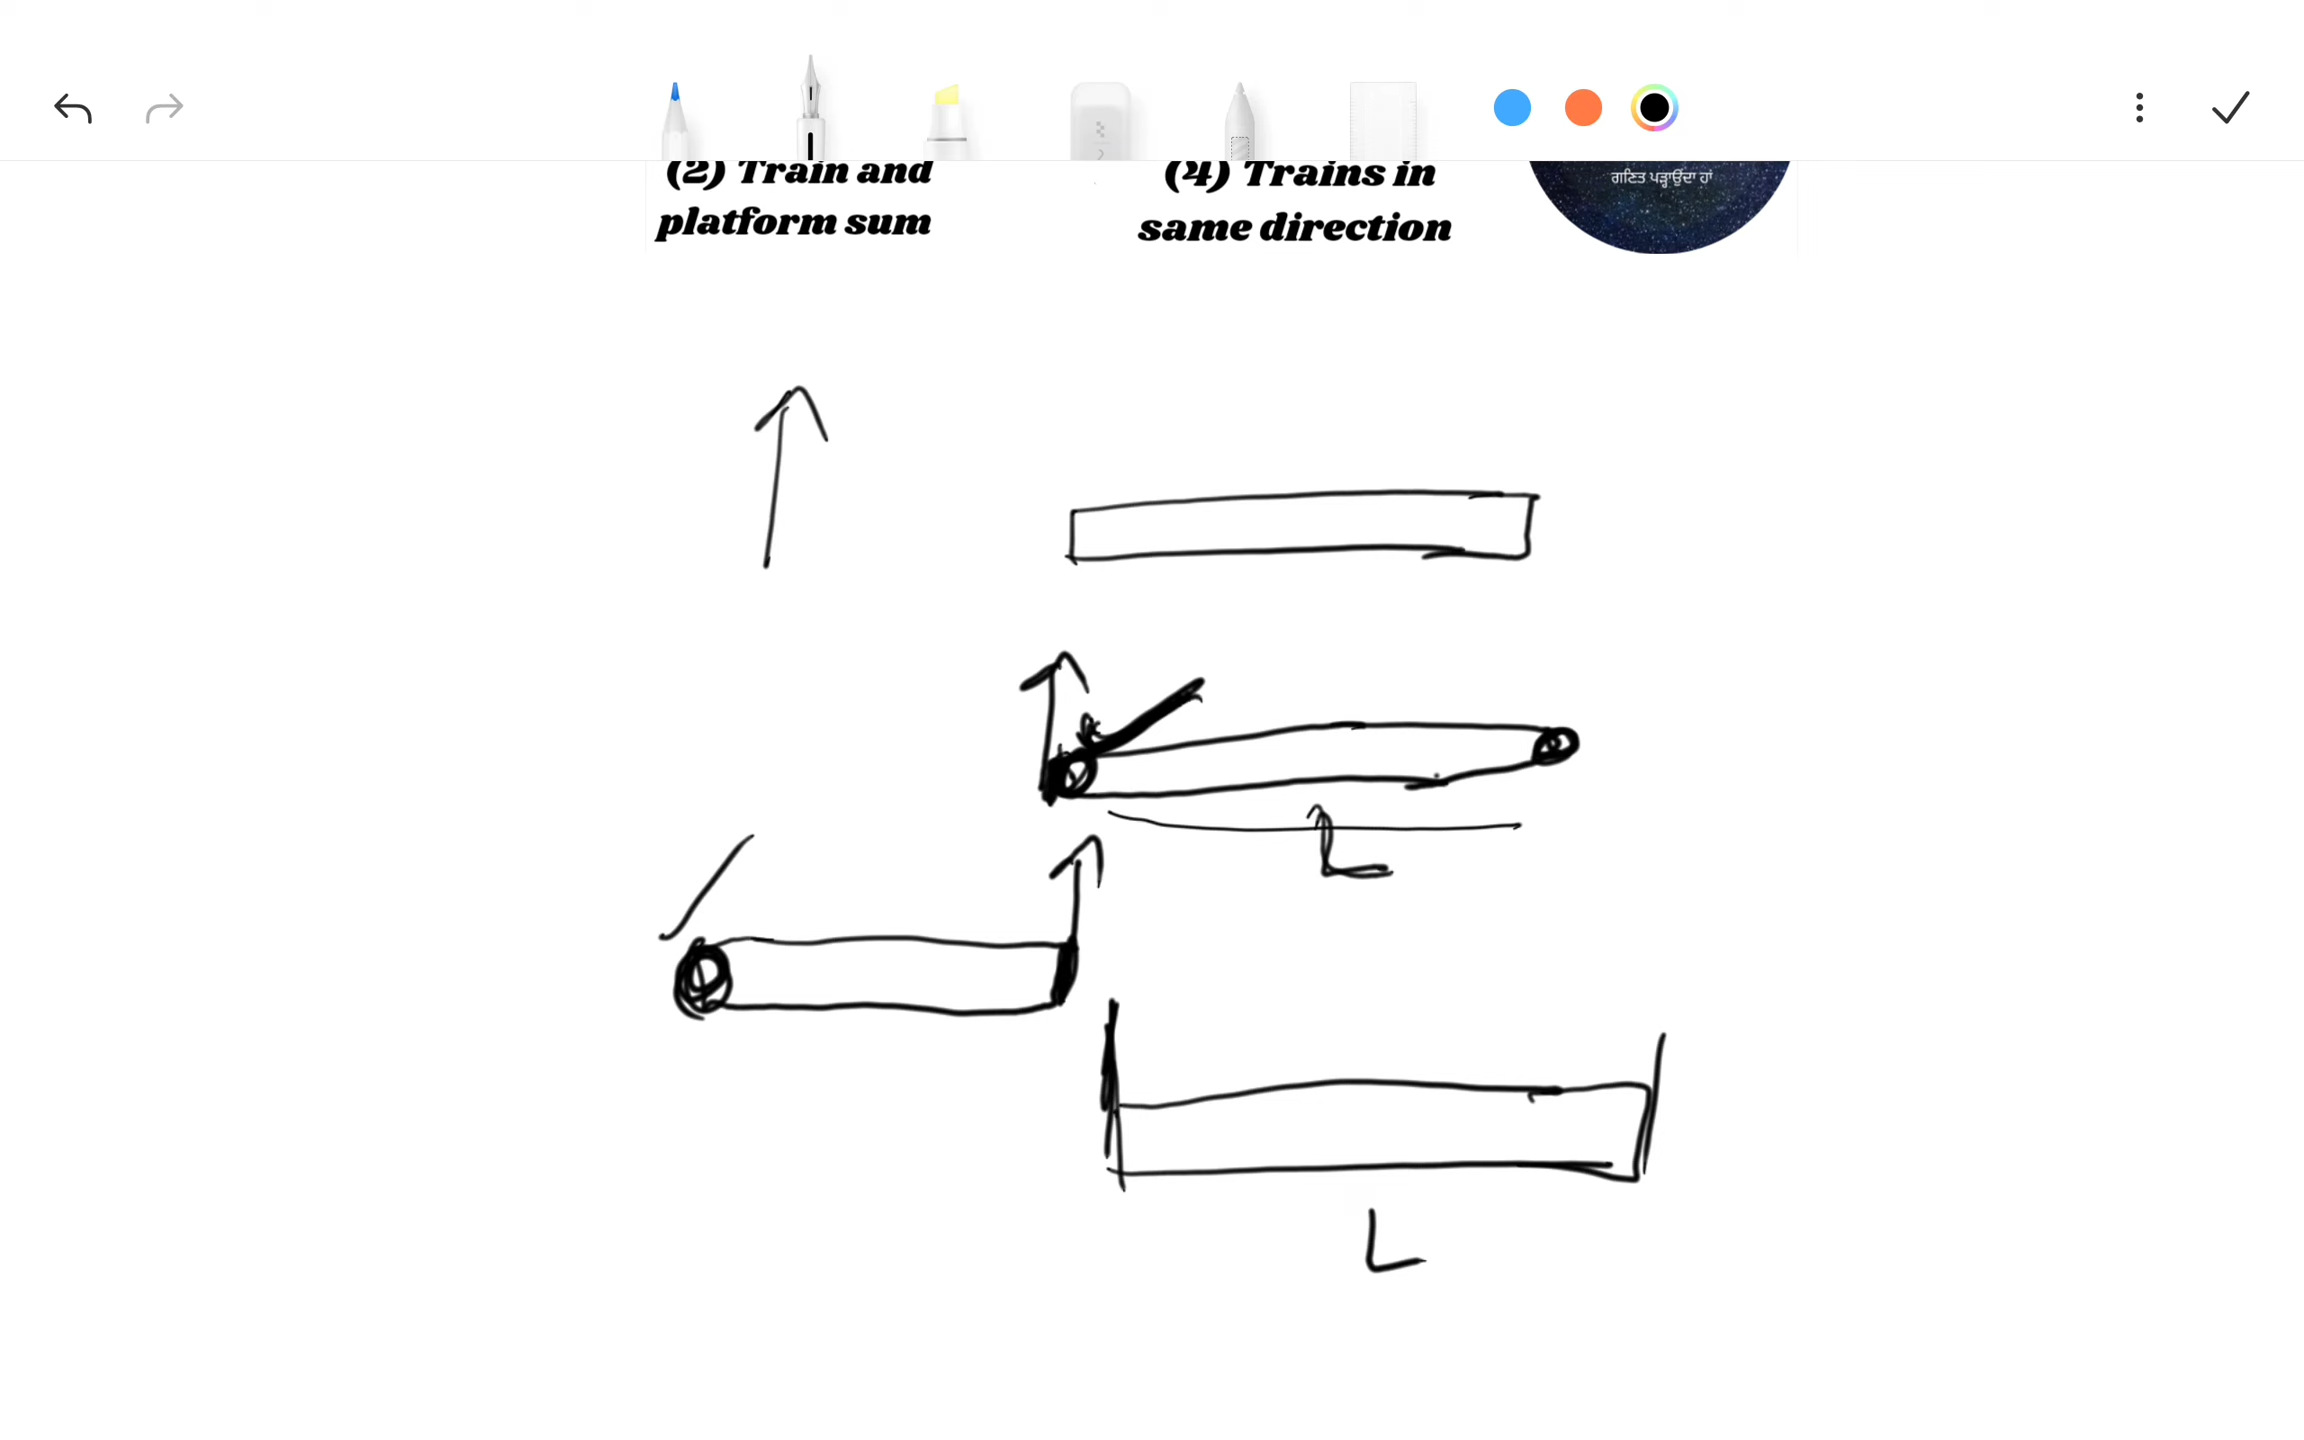 (2) Train and
platform sum
(4) Trains in
same direction
ਗਣਿਤ ਪੜ੍ਹਾਉਂਦਾ ਹਾਂ
L
L